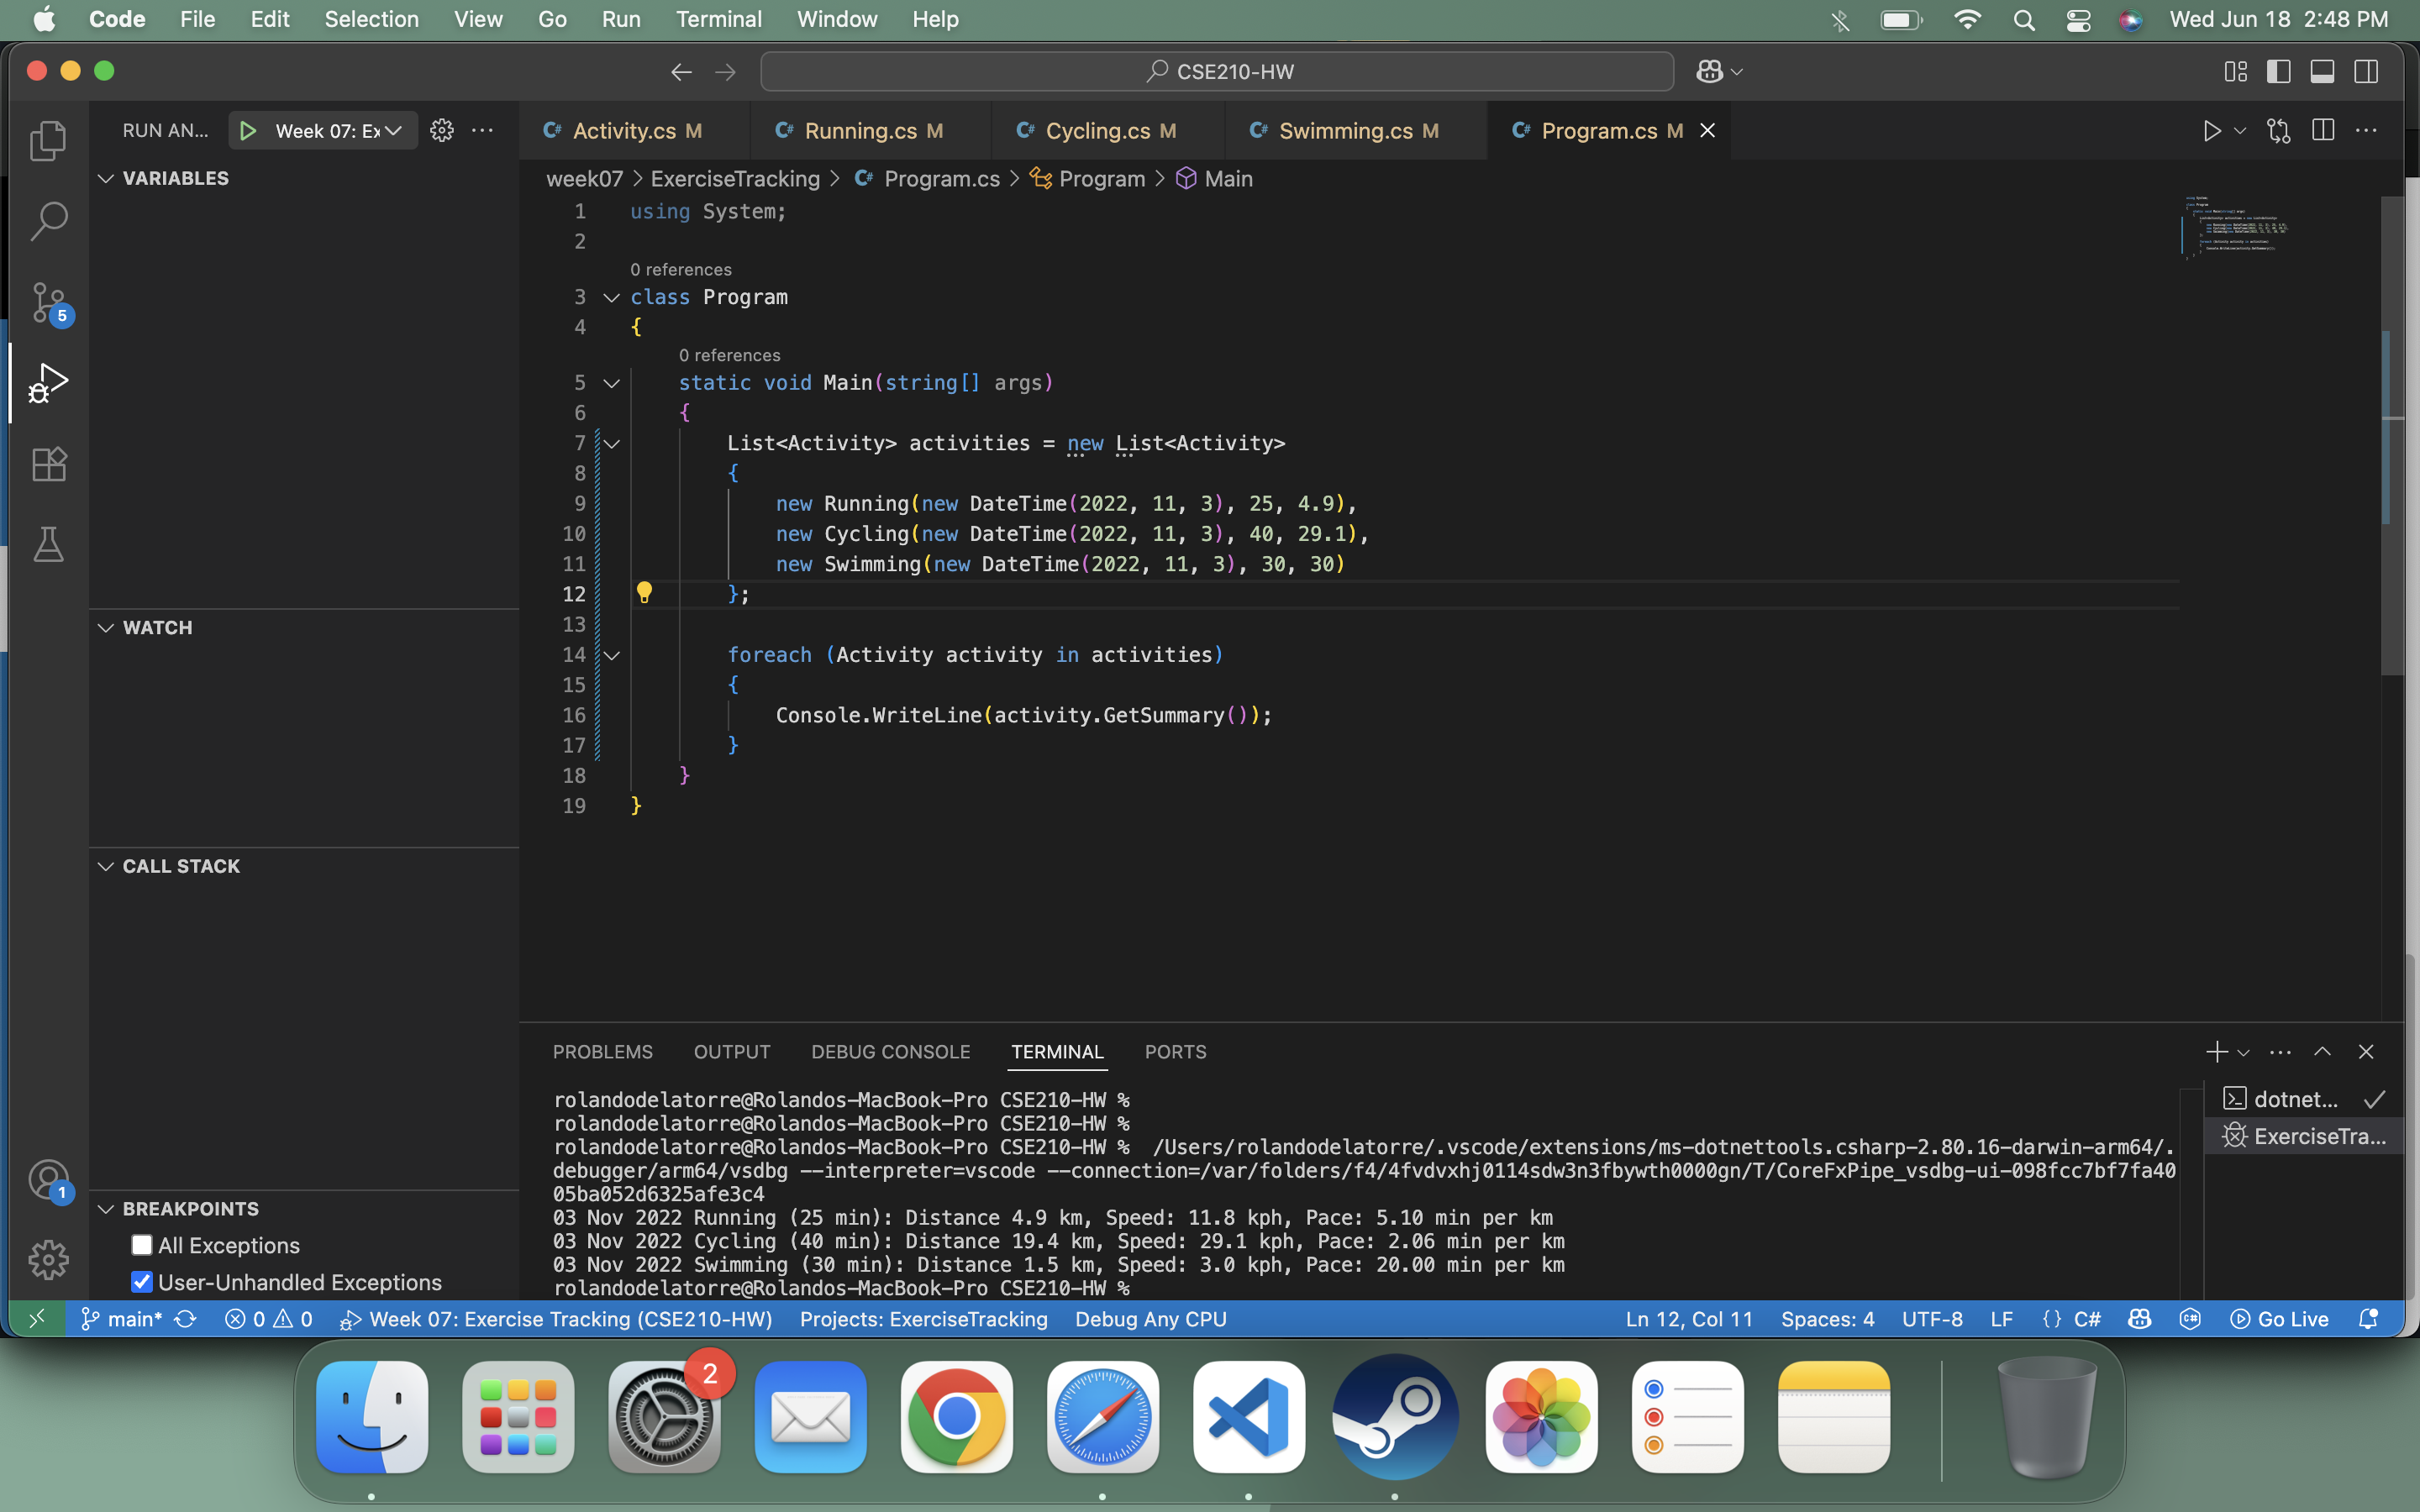 Code File Edit Selection View Go Run Terminal Window Help Wed Jun 18 2:48 PM
CSE210-HW
RUN AN... Week 07: Ex
Activity.cs M Running.cs M Cycling.cs M Swimming.cs M Program.cs M
VARIABLES
week07 > ExerciseTracking > Program.cs > Program > Main
1 using System;
2
0 references
3 class Program
4 {
0 references
5 static void Main(string[] args)
6 {
7 List<Activity> activities = new List<Activity>
8 {
9 new Running(new DateTime(2022, 11, 3), 25, 4.9),
10 new Cycling(new DateTime(2022, 11, 3), 40, 29.1),
11 new Swimming(new DateTime(2022, 11, 3), 30, 30)
12 };
13
14 foreach (Activity activity in activities)
15 {
16 Console.WriteLine(activity.GetSummary());
17 }
18 }
19 }
5
WATCH
CALL STACK
1
BREAKPOINTS
All Exceptions
User-Unhandled Exceptions
PROBLEMS OUTPUT DEBUG CONSOLE TERMINAL PORTS
rolandodelatorre@Rolandos-MacBook-Pro CSE210-HW %
rolandodelatorre@Rolandos-MacBook-Pro CSE210-HW %
rolandodelatorre@Rolandos-MacBook-Pro CSE210-HW % /Users/rolandodelatorre/.vscode/extensions/ms-dotnettools.csharp-2.80.16-darwin-arm64/.
debugger/arm64/vsdbg --interpreter=vscode --connection=/var/folders/f4/4fvdvxhj0114sdw3n3fbywth0000gn/T/CoreFxPipe_vsdbg-ui-098fcc7bf7fa40
05ba052d6325afe3c4
03 Nov 2022 Running (25 min): Distance 4.9 km, Speed: 11.8 kph, Pace: 5.10 min per km
03 Nov 2022 Cycling (40 min): Distance 19.4 km, Speed: 29.1 kph, Pace: 2.06 min per km
03 Nov 2022 Swimming (30 min): Distance 1.5 km, Speed: 3.0 kph, Pace: 20.00 min per km
rolandodelatorre@Rolandos-MacBook-Pro CSE210-HW %
dotnet...
ExerciseTra...
main* 0 0 Week 07: Exercise Tracking (CSE210-HW) Projects: ExerciseTracking Debug Any CPU Ln 12, Col 11 Spaces: 4 UTF-8 LF {} C# Go Live
2